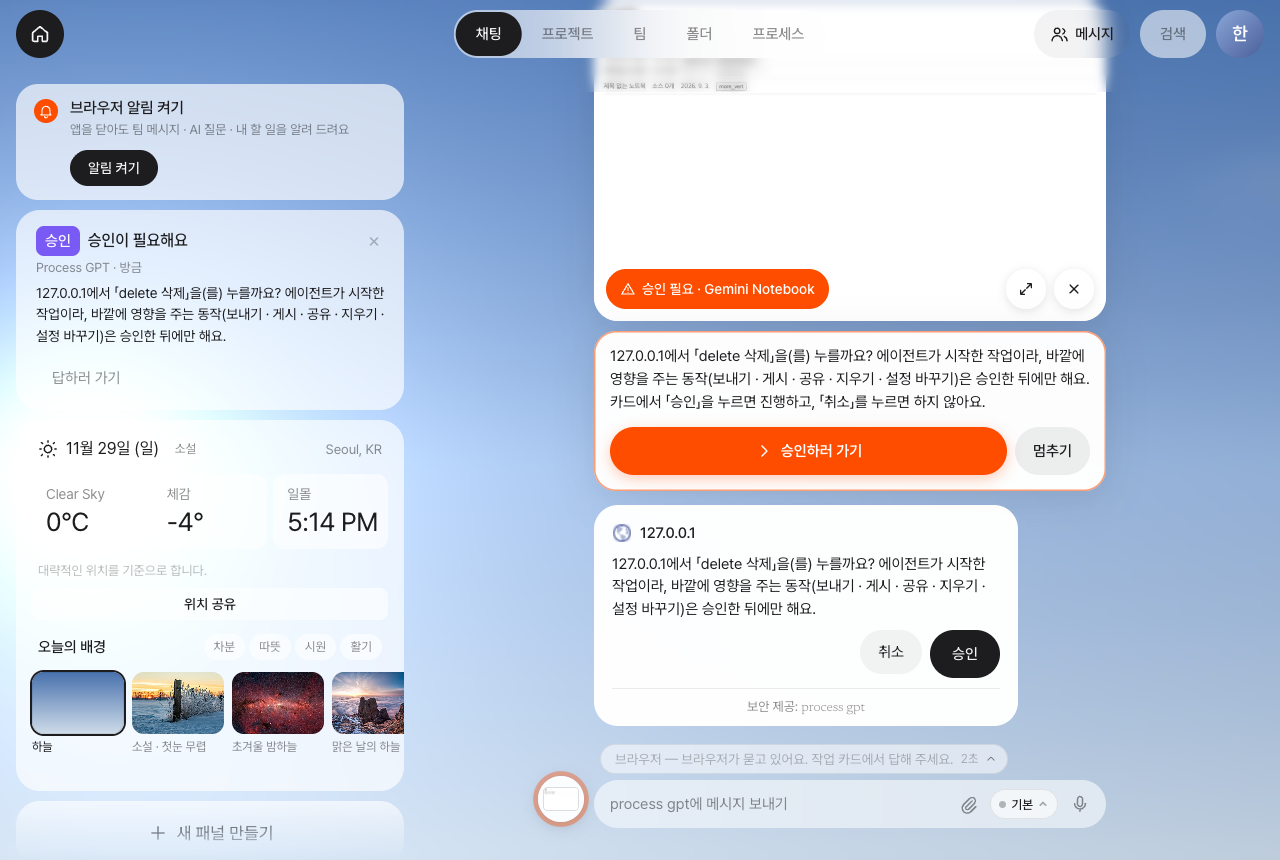 채팅
프로젝트
팀
폴더
프로세스
메시지
검색
한
브라우저 알림 켜기
앱을 닫아도 팀 메시지 · AI 질문 · 내 할 일을 알려 드려요
알림 켜기
승인 승인이 필요해요
Process GPT · 방금
127.0.0.1에서 「delete 삭제」을(를) 누를까요? 에이전트가 시작한
작업이라, 바깥에 영향을 주는 동작(보내기 · 게시 · 공유 · 지우기 ·
설정 바꾸기)은 승인한 뒤에만 해요.
답하러 가기
11월 29일 (일) 소설 Seoul, KR
Clear Sky 체감 일몰
0°C -4° 5:14 PM
대략적인 위치를 기준으로 합니다.
위치 공유
오늘의 배경 차분 따뜻 시원 활기
하늘 소설 · 첫눈 무렵 초겨울 밤하늘 맑은 날의 하늘
새 패널 만들기
제목 없는 노트북 소스 0개 2026. 9. 3. more_vert
승인 필요 · Gemini Notebook
127.0.0.1에서 「delete 삭제」을(를) 누를까요? 에이전트가 시작한 작업이라, 바깥에
영향을 주는 동작(보내기 · 게시 · 공유 · 지우기 · 설정 바꾸기)은 승인한 뒤에만 해요.
카드에서 「승인」을 누르면 진행하고, 「취소」를 누르면 하지 않아요.
승인하러 가기 멈추기
127.0.0.1
127.0.0.1에서 「delete 삭제」을(를) 누를까요? 에이전트가 시작한
작업이라, 바깥에 영향을 주는 동작(보내기 · 게시 · 공유 · 지우기 ·
설정 바꾸기)은 승인한 뒤에만 해요.
취소 승인
보안 제공: process gpt
브라우저 — 브라우저가 묻고 있어요. 작업 카드에서 답해 주세요. 2초
process gpt에 메시지 보내기 기본